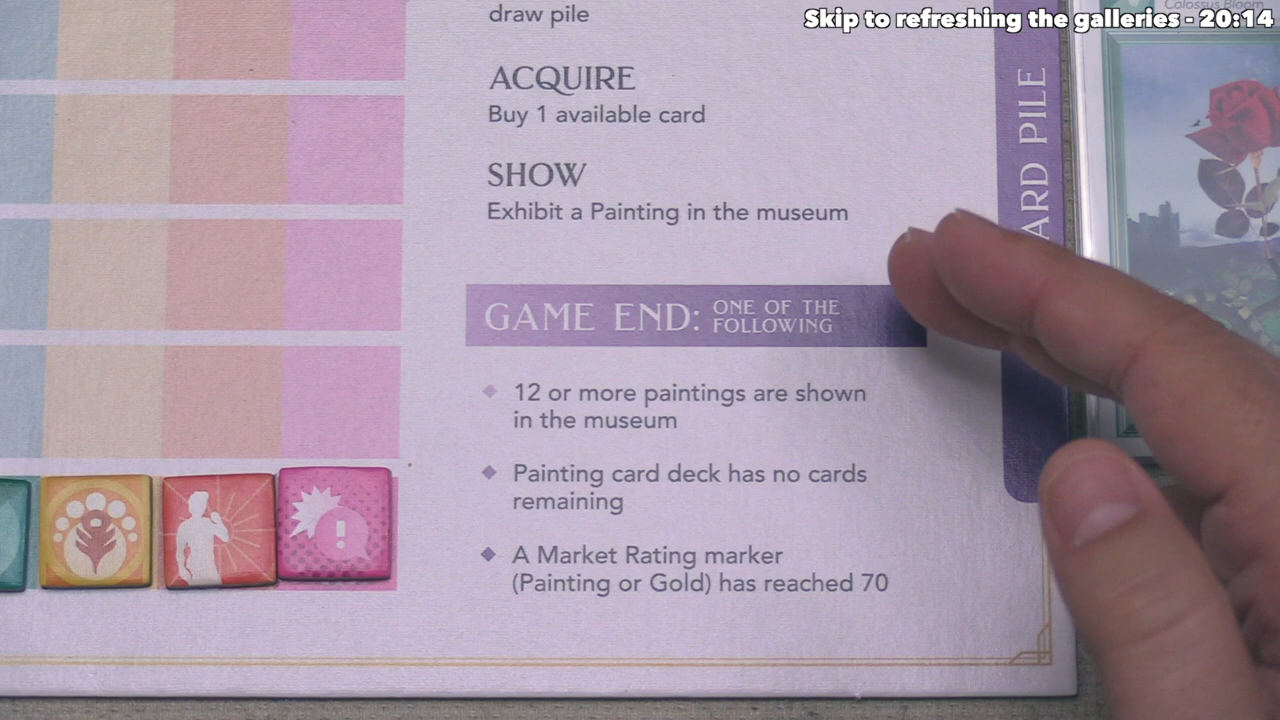 draw pile
Skip to refreshing the galleries - 20:14
Colossus Bloom
ACQUIRE
Buy 1 available card
SHOW
Exhibit a Painting in the museum
ARD PILE
GAME END: ONE OF THE
FOLLOWING
12 or more paintings are shown
in the museum
Painting card deck has no cards
remaining
A Market Rating marker
(Painting or Gold) has reached 70
!